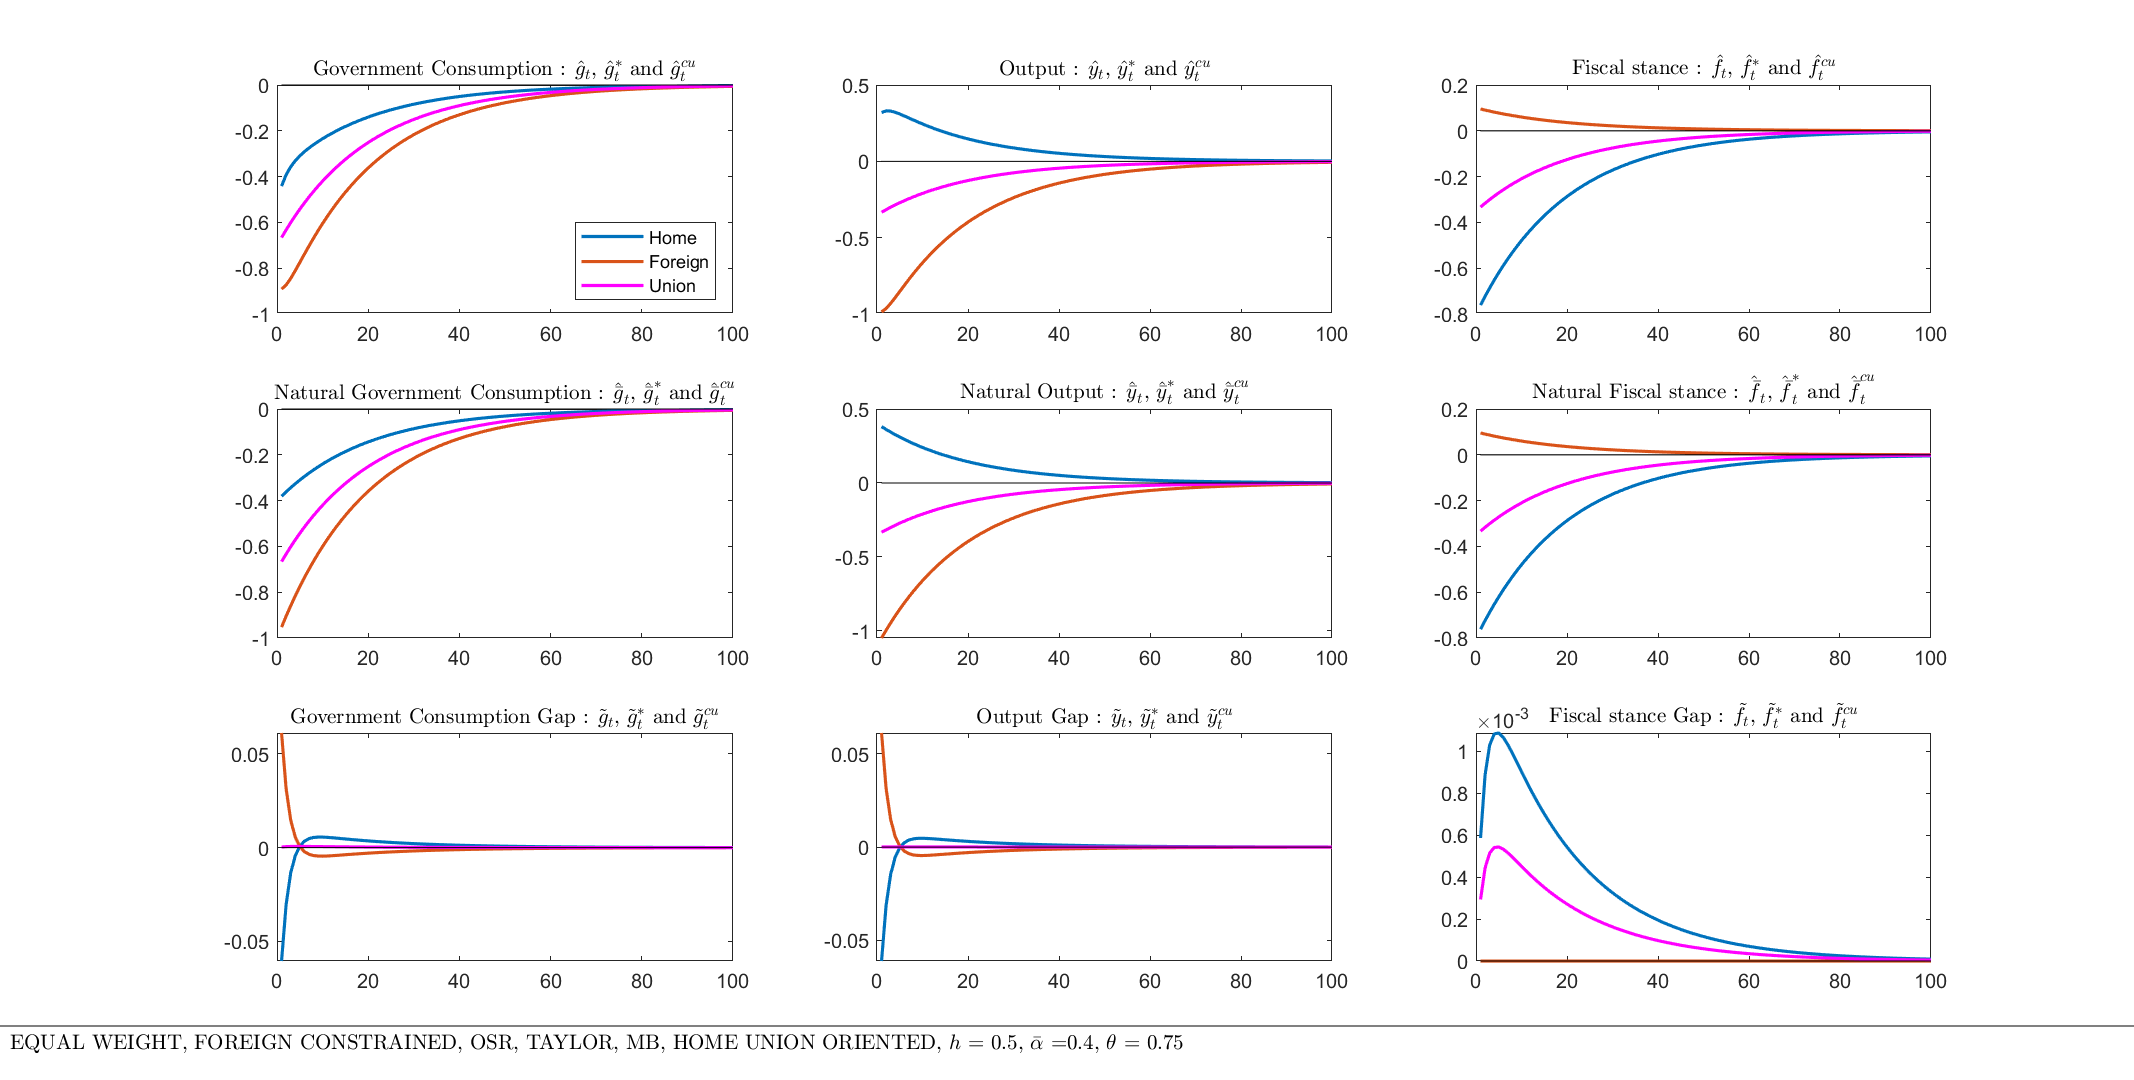 Government Consumption : ĝₜ, ĝₜ* and ĝₜᶜᵘ
0
-0.2
-0.4
-0.6
-0.8
-1
0 20 40 60 80 100
Home
Foreign
Union
Output : ŷₜ, ŷₜ* and ŷₜᶜᵘ
0.5
0
-0.5
-1
0 20 40 60 80 100
Fiscal stance : f̂ₜ, f̂ₜ* and f̂ₜᶜᵘ
0.2
0
-0.2
-0.4
-0.6
-0.8
0 20 40 60 80 100
Natural Government Consumption : ḡ̂ₜ, ḡ̂ₜ* and ḡ̂ₜᶜᵘ
0
-0.2
-0.4
-0.6
-0.8
-1
0 20 40 60 80 100
Natural Output : ȳ̂ₜ, ȳ̂ₜ* and ȳ̂ₜᶜᵘ
0.5
0
-0.5
-1
0 20 40 60 80 100
Natural Fiscal stance : f̄̂ₜ, f̄̂ₜ* and f̄̂ₜᶜᵘ
0.2
0
-0.2
-0.4
-0.6
-0.8
0 20 40 60 80 100
Government Consumption Gap : g̃ₜ, g̃ₜ* and g̃ₜᶜᵘ
0.05
0
-0.05
0 20 40 60 80 100
Output Gap : ỹₜ, ỹₜ* and ỹₜᶜᵘ
0.05
0
-0.05
0 20 40 60 80 100
×10⁻³ Fiscal stance Gap : f̃ₜ, f̃ₜ* and f̃ₜᶜᵘ
1
0.8
0.6
0.4
0.2
0
0 20 40 60 80 100
EQUAL WEIGHT, FOREIGN CONSTRAINED, OSR, TAYLOR, MB, HOME UNION ORIENTED, h = 0.5, ᾱ =0.4, θ = 0.75